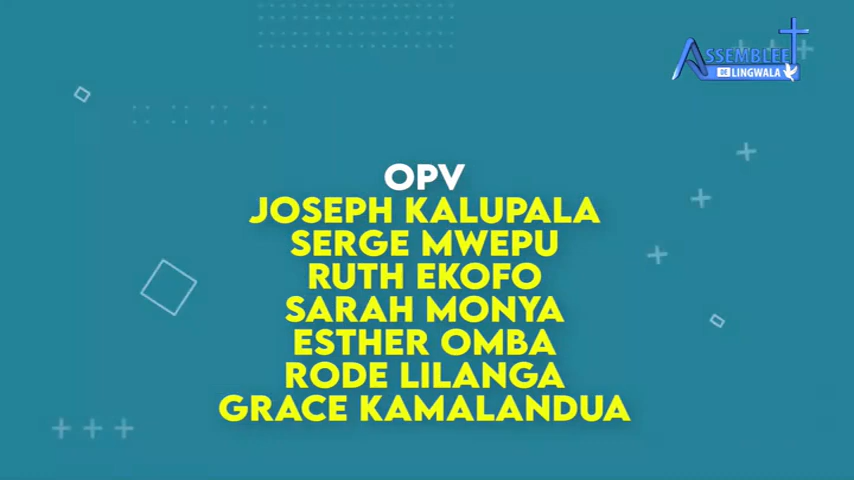 ASSEMBLEE
DE LINGWALA
OPV
JOSEPH KALUPALA
SERGE MWEPU
RUTH EKOFO
SARAH MONYA
ESTHER OMBA
RODE LILANGA
GRACE KAMALANDUA